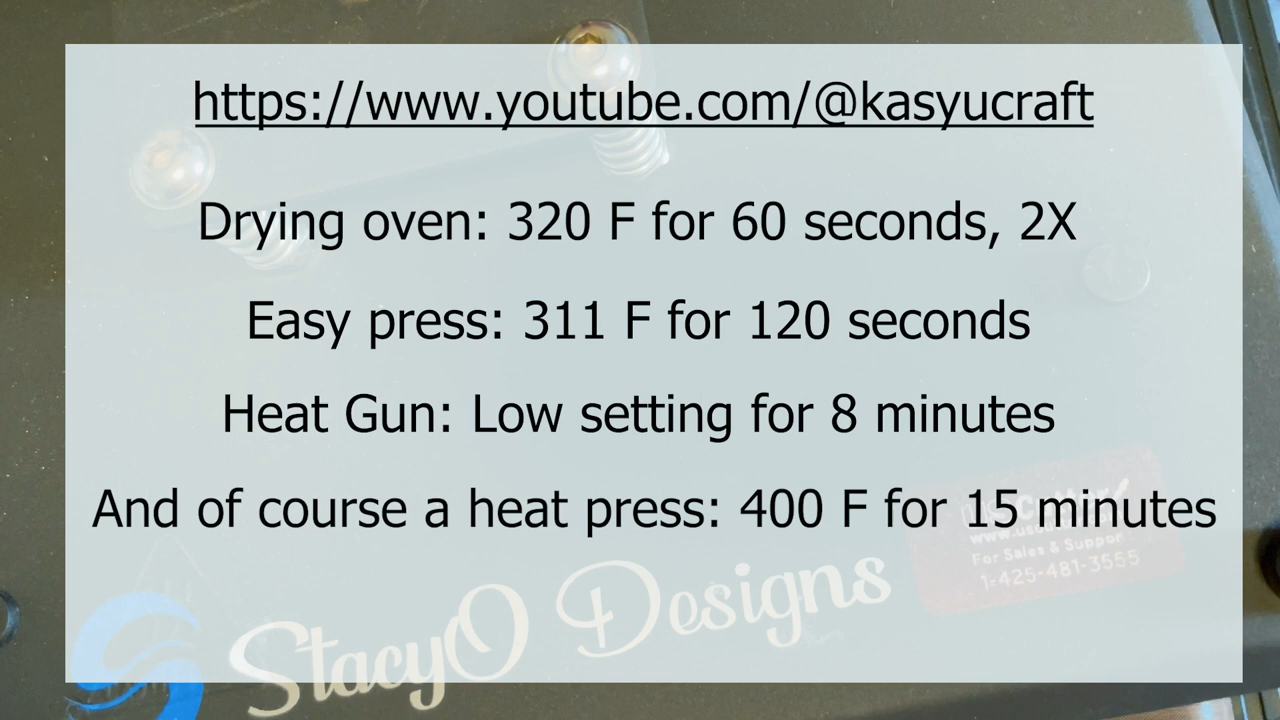 https://www.youtube.com/@kasyucraft
Drying oven: 320 F for 60 seconds, 2X
Easy press: 311 F for 120 seconds
Heat Gun: Low setting for 8 minutes
And of course a heat press: 400 F for 15 minutes
For Sales & Support
1-425-481-3555
StacyO Designs